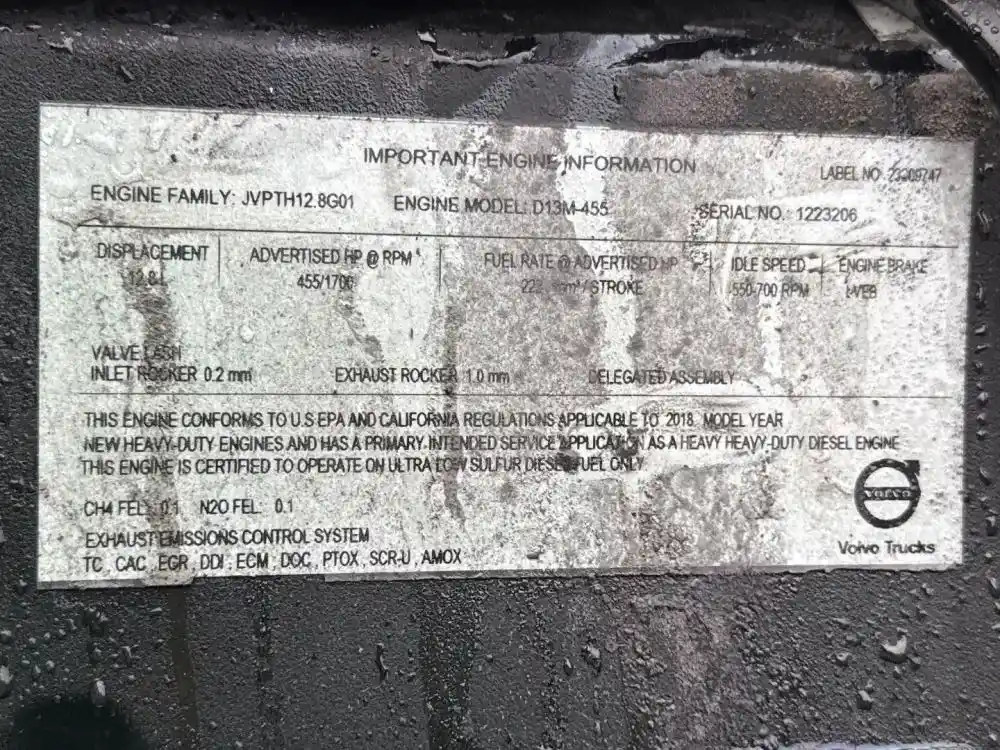 IMPORTANT ENGINE INFORMATION
LABEL NO.
ENGINE FAMILY: JVPTH12.8G01 ENGINE MODEL: D13M-455 SERIAL NO.: 1223206
DISPLACEMENT ADVERTISED HP @ RPM FUEL RATE @ ADVERTISED HP IDLE SPEED ENGINE BRAKE
12.8 L 455/1700 /STROKE 550-700 RPM
VALVE LASH
INLET ROCKER 0.2 mm EXHAUST ROCKER 1.0 mm DELEGATED ASSEMBLY
THIS ENGINE CONFORMS TO U.S EPA AND CALIFORNIA REGULATIONS APPLICABLE TO 2018 MODEL YEAR
NEW HEAVY-DUTY ENGINES AND HAS A PRIMARY INTENDED SERVICE APPLICATION AS A HEAVY HEAVY-DUTY DIESEL ENGINE
THIS ENGINE IS CERTIFIED TO OPERATE ON ULTRA LOW SULFUR DIESEL FUEL ONLY
CH4 FEL: 0.1 N2O FEL: 0.1
EXHAUST EMISSIONS CONTROL SYSTEM
TC , CAC , EGR , DDI , ECM , DOC , PTOX , SCR-U , AMOX
VOLVO
Volvo Trucks